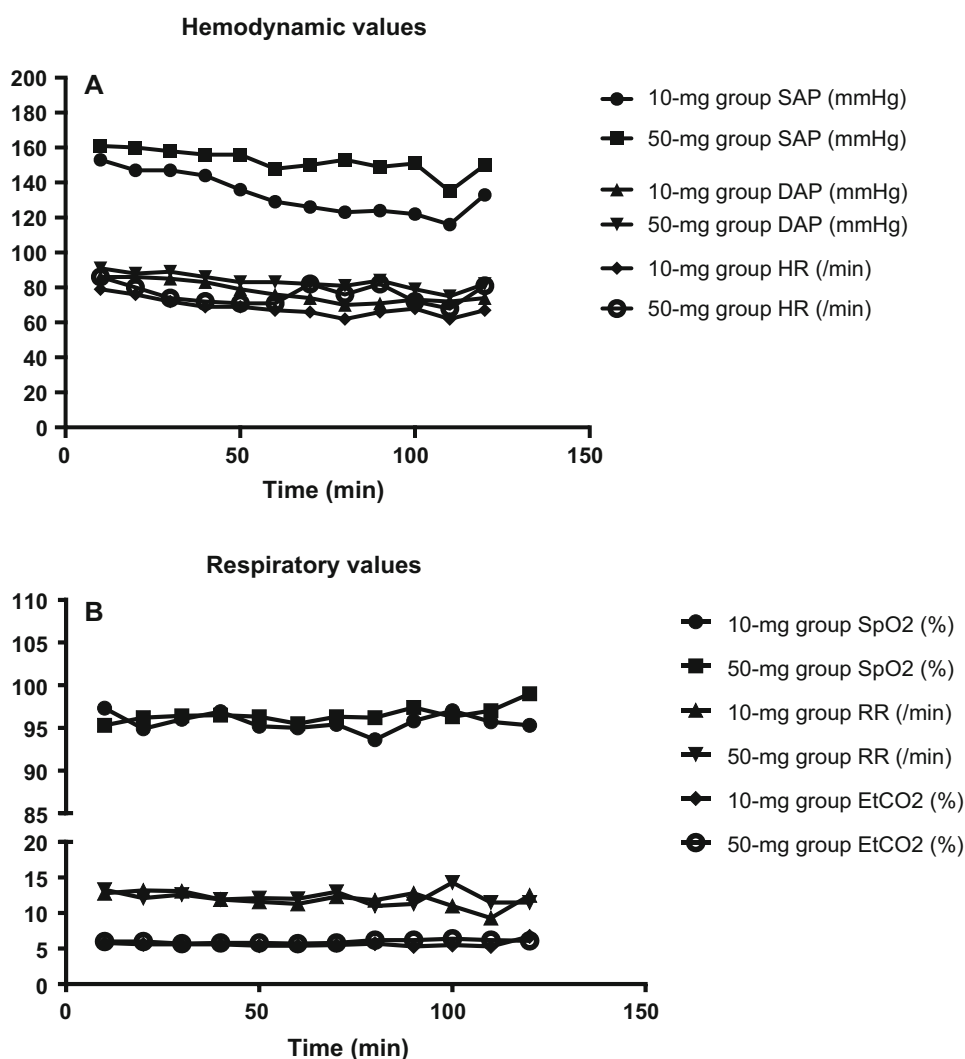 Hemodynamic values
A
200
180
160
140
120
100
80
60
40
20
0
0 50 100 150
Time (min)
10-mg group SAP (mmHg)
50-mg group SAP (mmHg)
10-mg group DAP (mmHg)
50-mg group DAP (mmHg)
10-mg group HR (/min)
50-mg group HR (/min)
Respiratory values
B
110
105
100
95
90
85
20
15
10
5
0
0 50 100 150
Time (min)
10-mg group SpO2 (%)
50-mg group SpO2 (%)
10-mg group RR (/min)
50-mg group RR (/min)
10-mg group EtCO2 (%)
50-mg group EtCO2 (%)